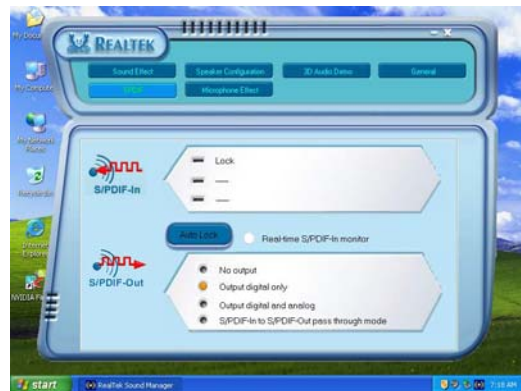 REALTEK
Sound Effect
Speaker Configuration
3D Audio Demo
General
SPDIF
Microphone Effect
My Computer
S/PDIF-In
Lock
Auto Lock
Real-time S/PDIF-In monitor
S/PDIF-Out
No output
Output digital only
Output digital and analog
S/PDIF-In to S/PDIF-Out pass through mode
Internet
Explorer
start
RealTek Sound Manager
7:18 AM